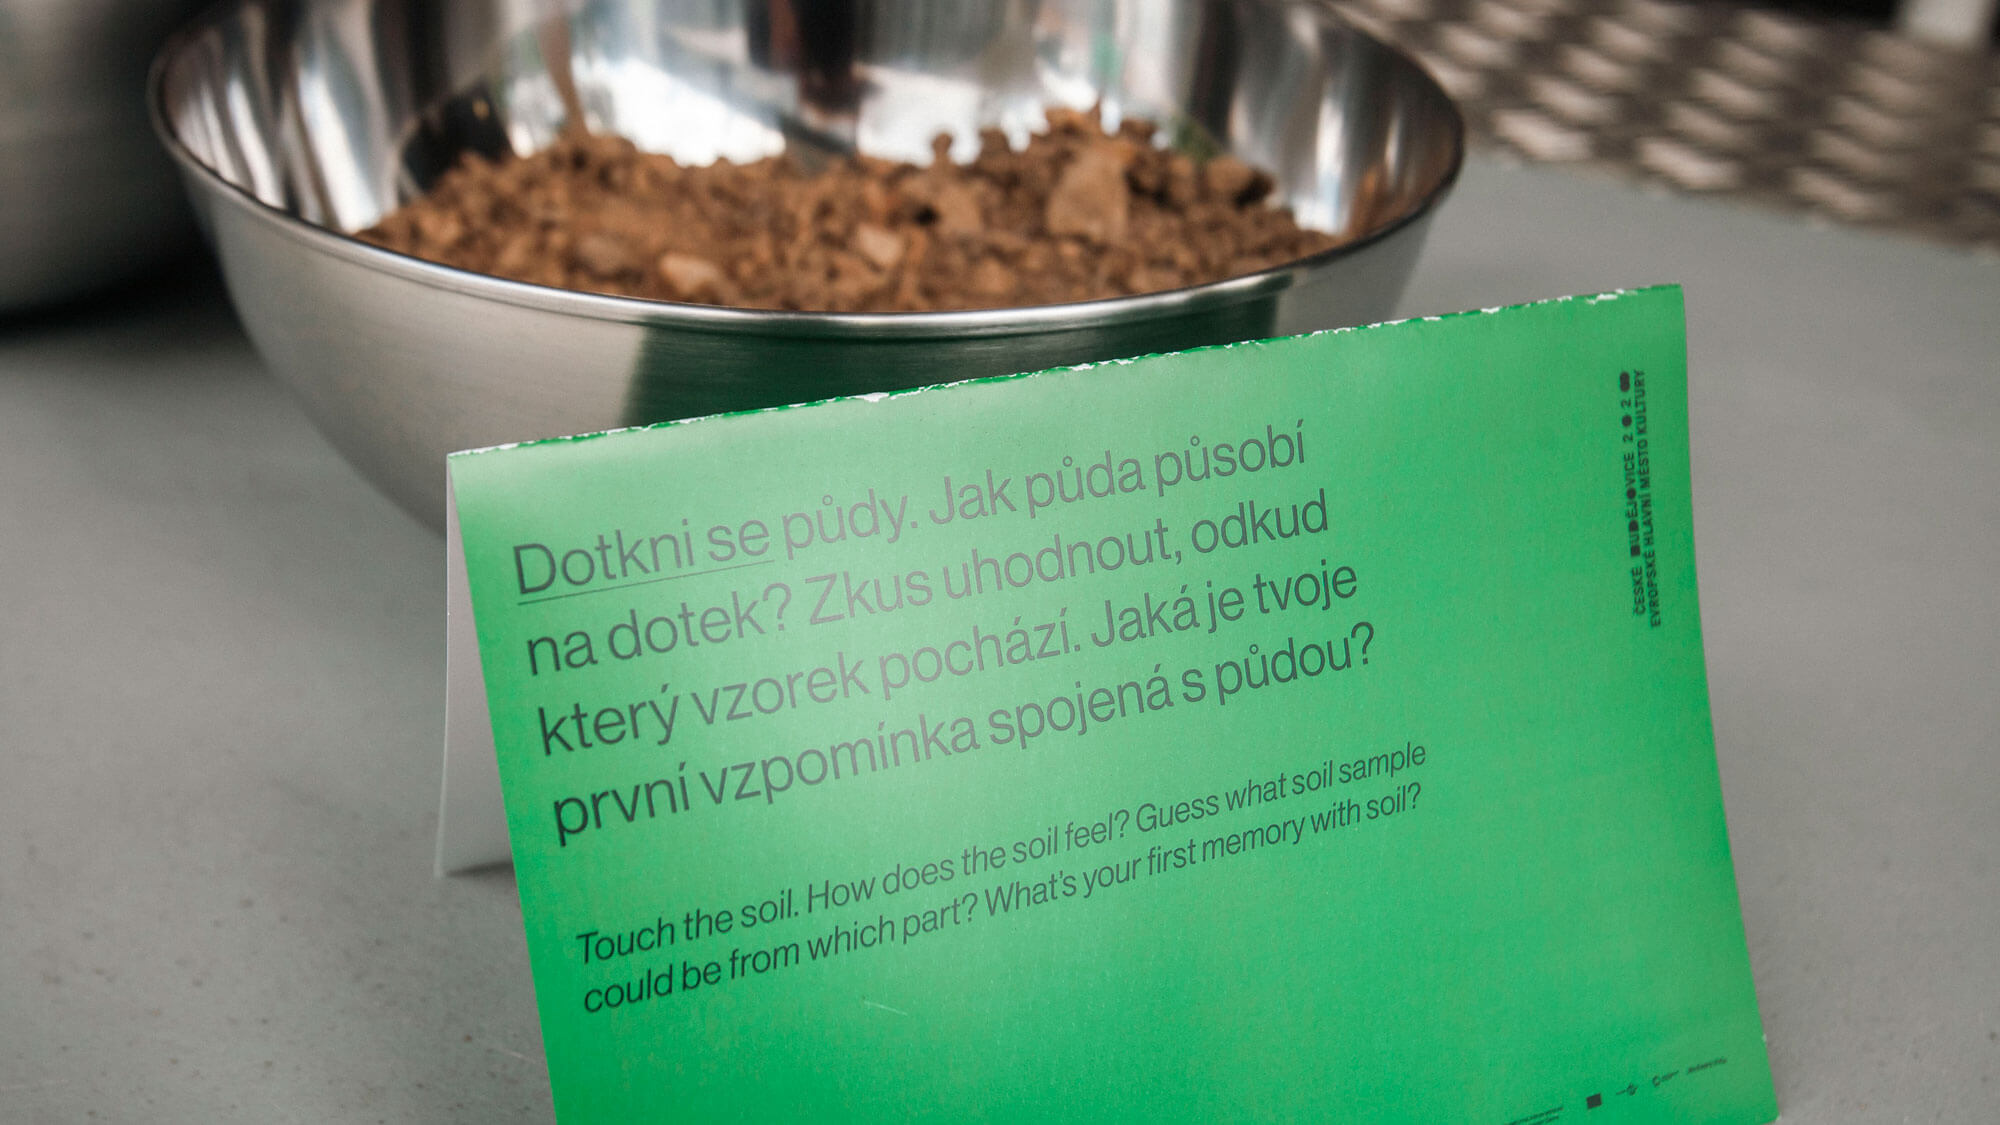 Dotkni se půdy. Jak půda působí
na dotek? Zkus uhodnout, odkud
který vzorek pochází. Jaká je tvoje
první vzpomínka spojená s půdou?
Touch the soil. How does the soil feel? Guess what soil sample
could be from which part? What's your first memory with soil?
ČESKÉ BUDĚJOVICE 2028
EVROPSKÉ HLAVNÍ MĚSTO KULTURY